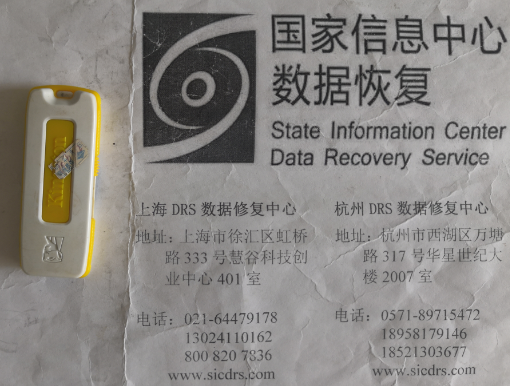 国家信息中心
数据恢复
State Information Center
Data Recovery Service
上海 DRS 数据修复中心
地址：上海市徐汇区虹桥
路 333 号慧谷科技创
业中心 401 室
电话：021-64479178
13024110162
800 820 7836
www.sicdrs.com
杭州 DRS 数据修复中心
地址：杭州市西湖区万塘
路 317 号华星世纪大
楼 2007 室
电话：0571-89715472
18958179146
18521303677
www.sicdrs.com